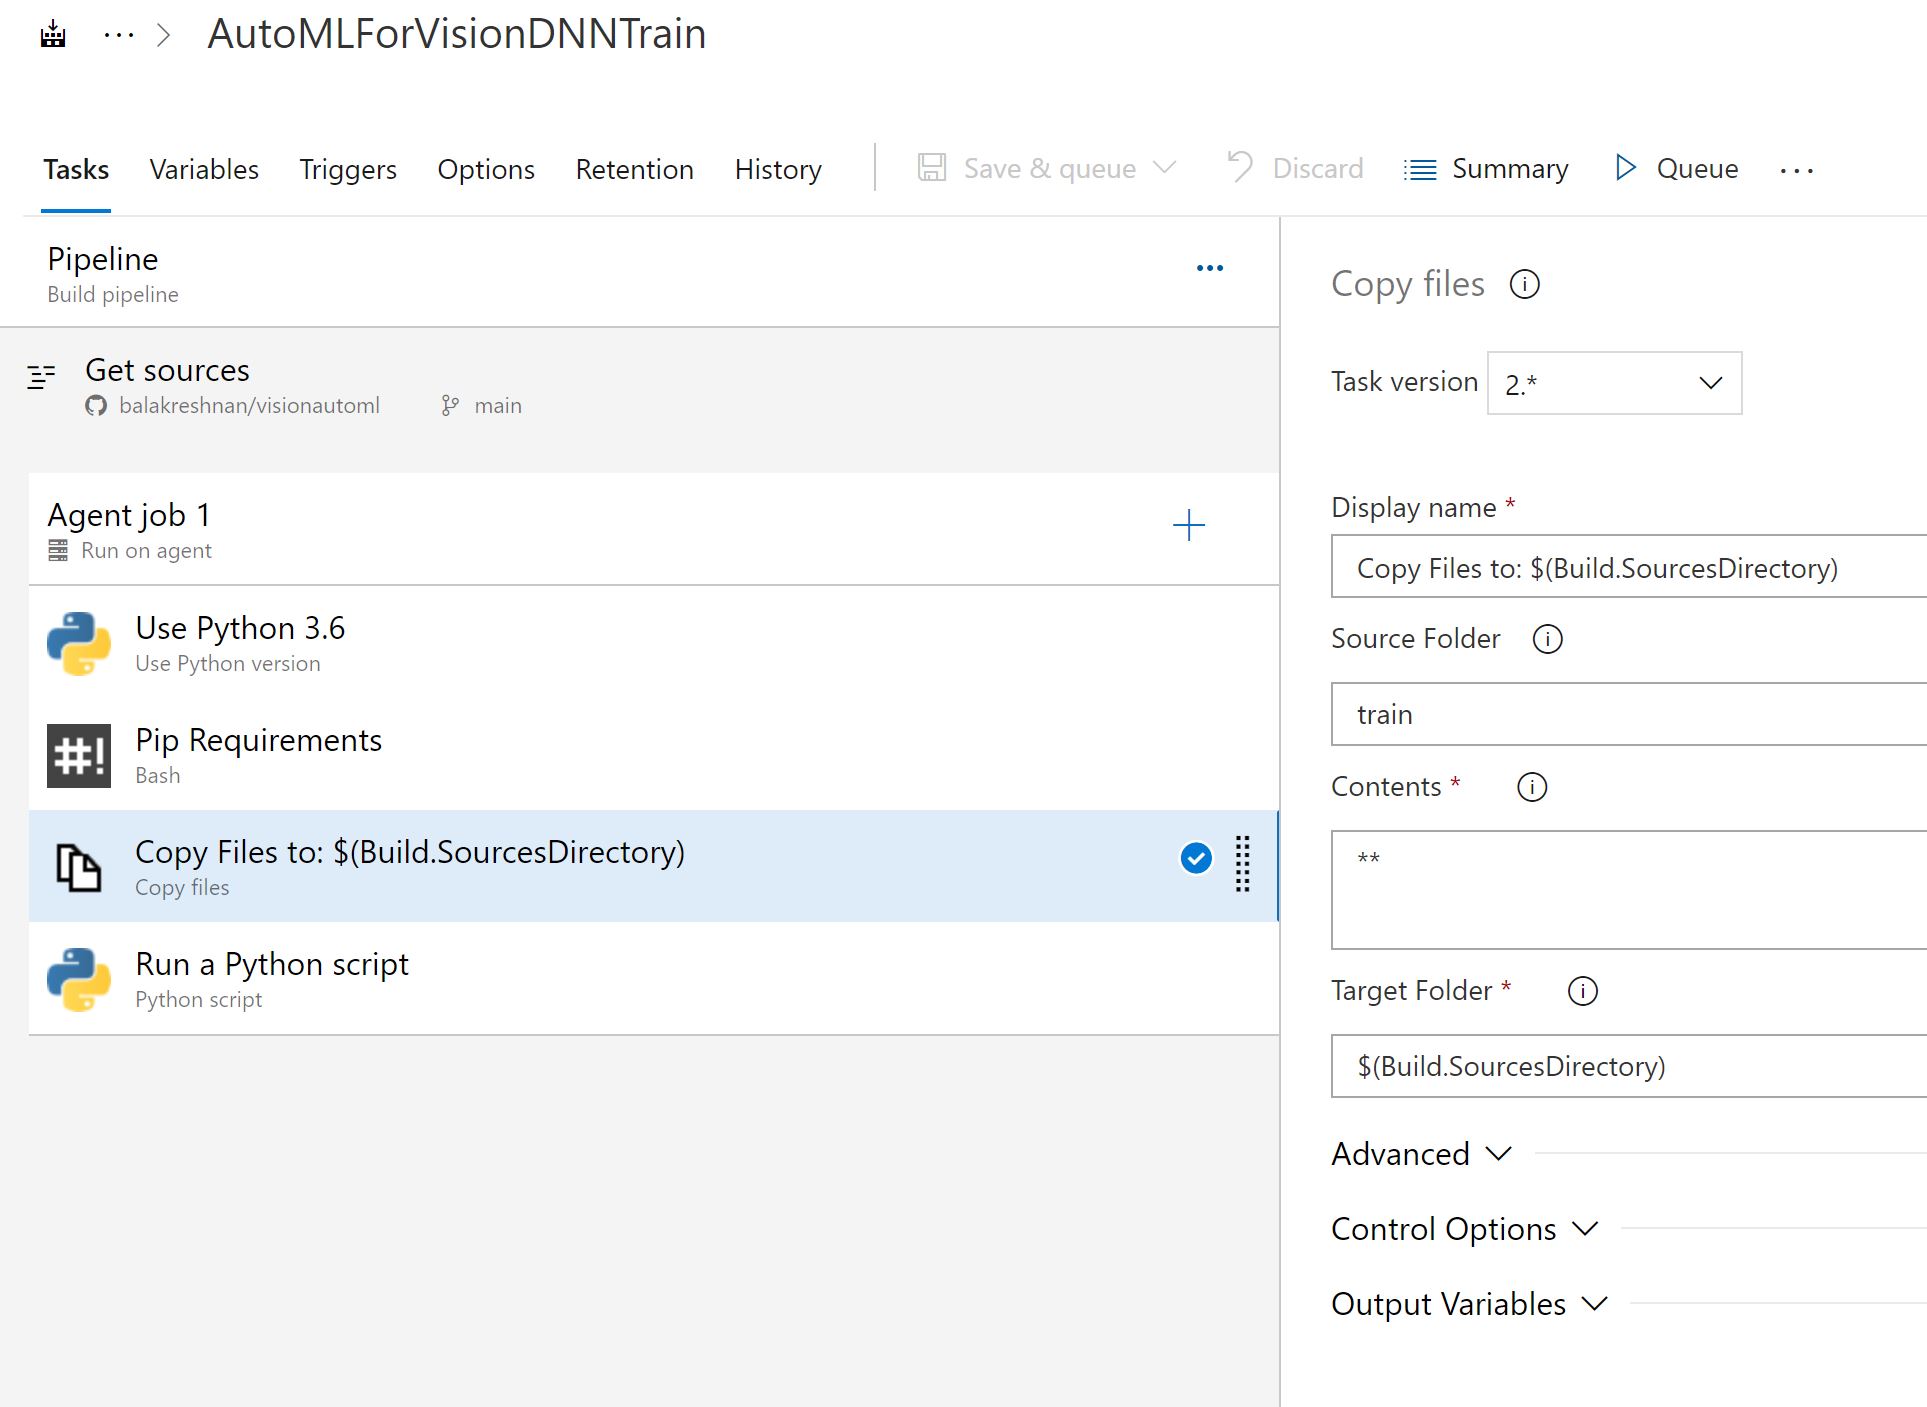 AutoMLForVisionDNNTrain
Tasks Variables Triggers Options Retention History Save & queue Discard Summary Queue
Pipeline
Build pipeline
Get sources
balakreshnan/visionautoml main
Agent job 1
Run on agent
Use Python 3.6
Use Python version
#! Pip Requirements
Bash
Copy Files to: $(Build.SourcesDirectory)
Copy files
Run a Python script
Python script
Copy files
Task version 2.*
Display name *
Copy Files to: $(Build.SourcesDirectory)
Source Folder
train
Contents *
**
Target Folder *
$(Build.SourcesDirectory)
Advanced
Control Options
Output Variables